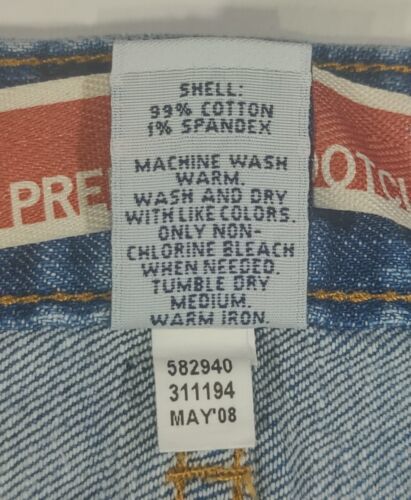 SHELL:
99% COTTON
1% SPANDEX
MACHINE WASH
WARM.
WASH AND DRY
WITH LIKE COLORS.
ONLY NON-
CHLORINE BLEACH
WHEN NEEDED.
TUMBLE DRY
MEDIUM.
WARM IRON.
582940
311194
MAY'08